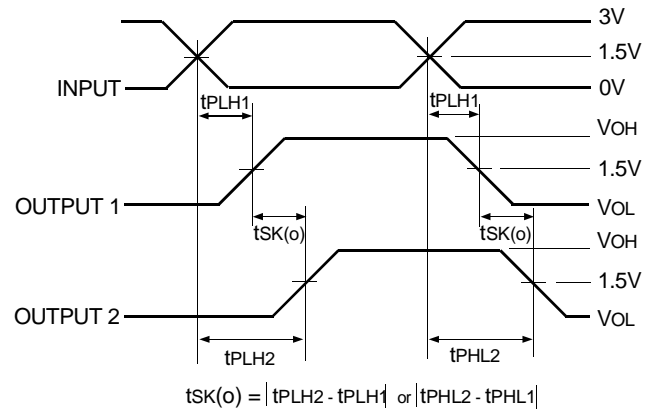 3V
1.5V
INPUT
0V
tPLH1
tPLH1
VOH
1.5V
OUTPUT 1
VOL
tSK(o)
tSK(o)
VOH
1.5V
OUTPUT 2
VOL
tPLH2
tPHL2
tSK(o) = |tPLH2 - tPLH1| or |tPHL2 - tPHL1|